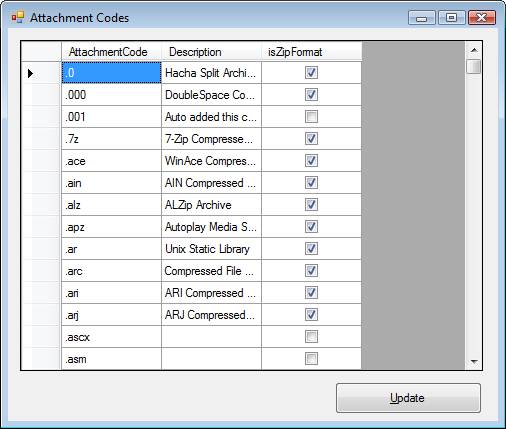 Attachment Codes
AttachmentCode Description isZipFormat
.0 Hacha Split Archi...
.000 DoubleSpace Co...
.001 Auto added this c...
.7z 7-Zip Compresse...
.ace WinAce Compres...
.ain AIN Compressed ...
.alz ALZip Archive
.apz Autoplay Media S...
.ar Unix Static Library
.arc Compressed File ...
.ari ARI Compressed ...
.arj ARJ Compressed...
.ascx
.asm
Update